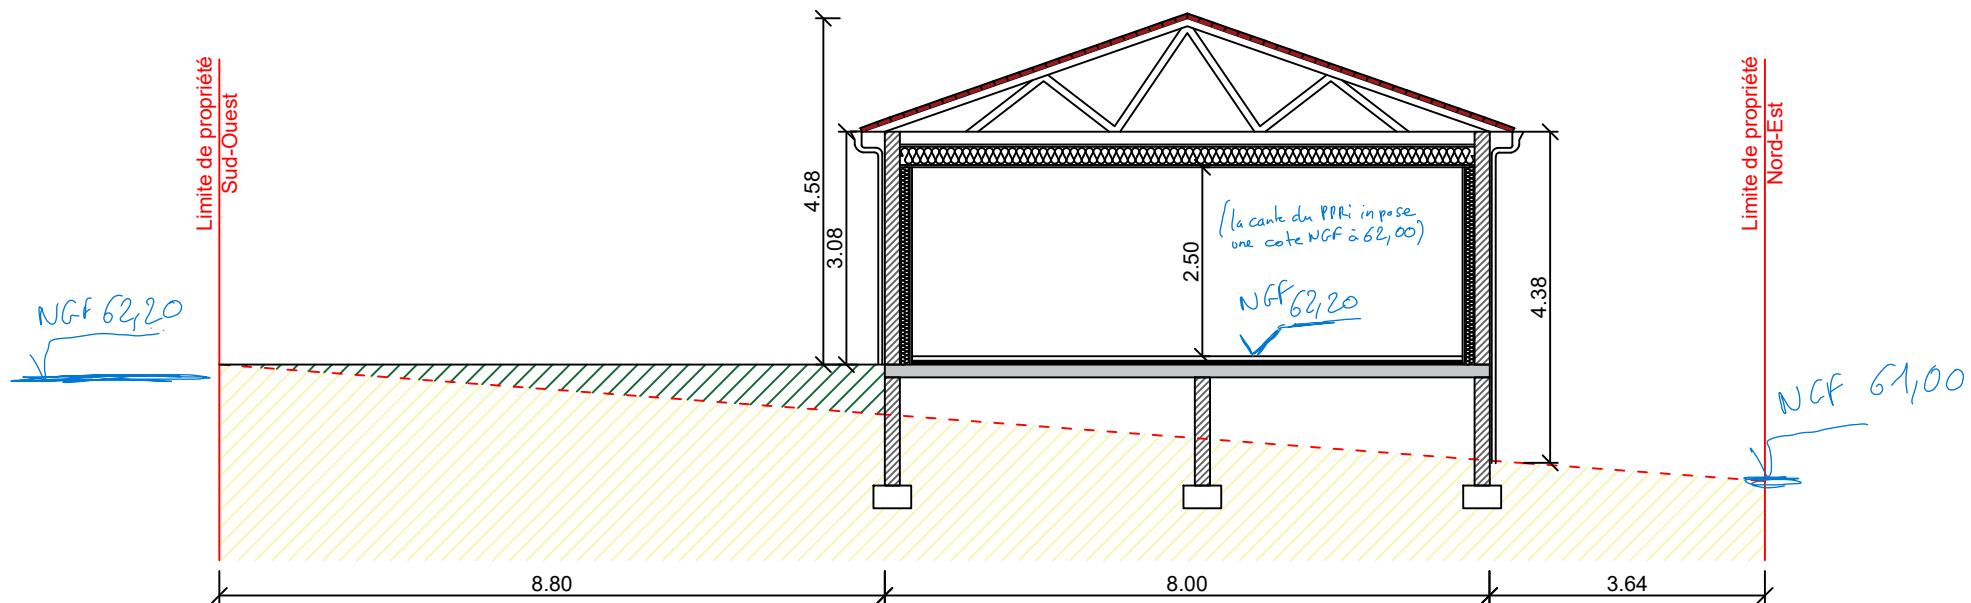 Limite de propriété
Sud-Ouest
4.58
3.08
2.50
(la carte du PPRi impose
une cote NGF à 62,00)
NGF 62,20
4.38
Limite de propriété
Nord-Est
NGF 62,20
NGF 61,00
8.80
8.00
3.64